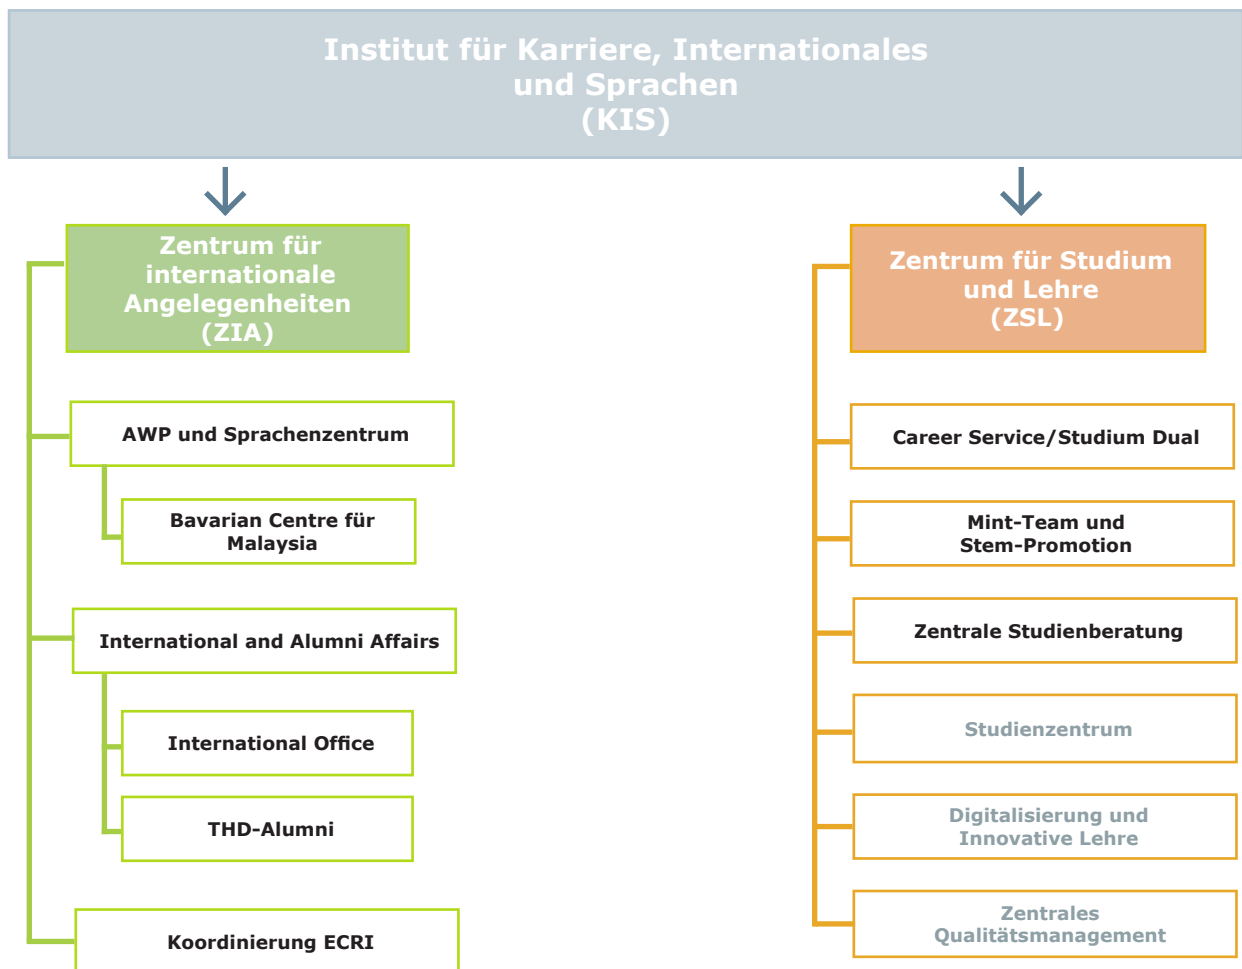 Institut für Karriere, Internationales
und Sprachen
(KIS)
Zentrum für
internationale
Angelegenheiten
(ZIA)
AWP und Sprachenzentrum
Bavarian Centre für
Malaysia
International and Alumni Affairs
International Office
THD-Alumni
Koordinierung ECRI
Zentrum für Studium
und Lehre
(ZSL)
Career Service/Studium Dual
Mint-Team und
Stem-Promotion
Zentrale Studienberatung
Studienzentrum
Digitalisierung und
Innovative Lehre
Zentrales
Qualitätsmanagement